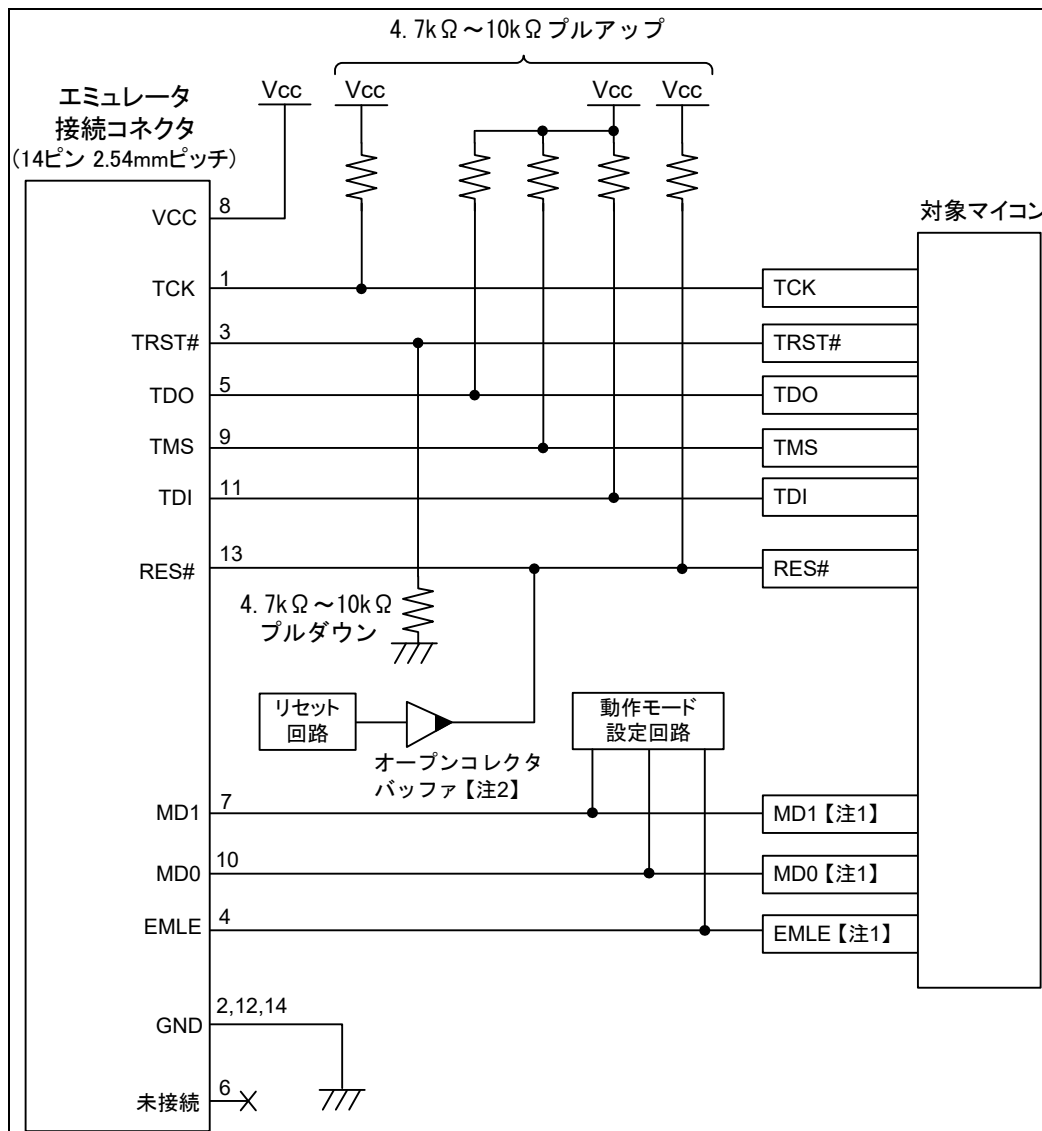 4.7kΩ～10kΩ プルアップ
エミュレータ
接続コネクタ
(14ピン 2.54mmピッチ)
Vcc
Vcc
Vcc
Vcc
対象マイコン
VCC
8
TCK
1
TCK
TRST#
3
TRST#
TDO
5
TDO
TMS
9
TMS
TDI
11
TDI
RES#
13
RES#
4.7kΩ～10kΩ
プルダウン
リセット
回路
オープンコレクタ
バッファ【注2】
動作モード
設定回路
MD1
7
MD1【注1】
MD0
10
MD0【注1】
EMLE
4
EMLE【注1】
GND
2,12,14
未接続
6